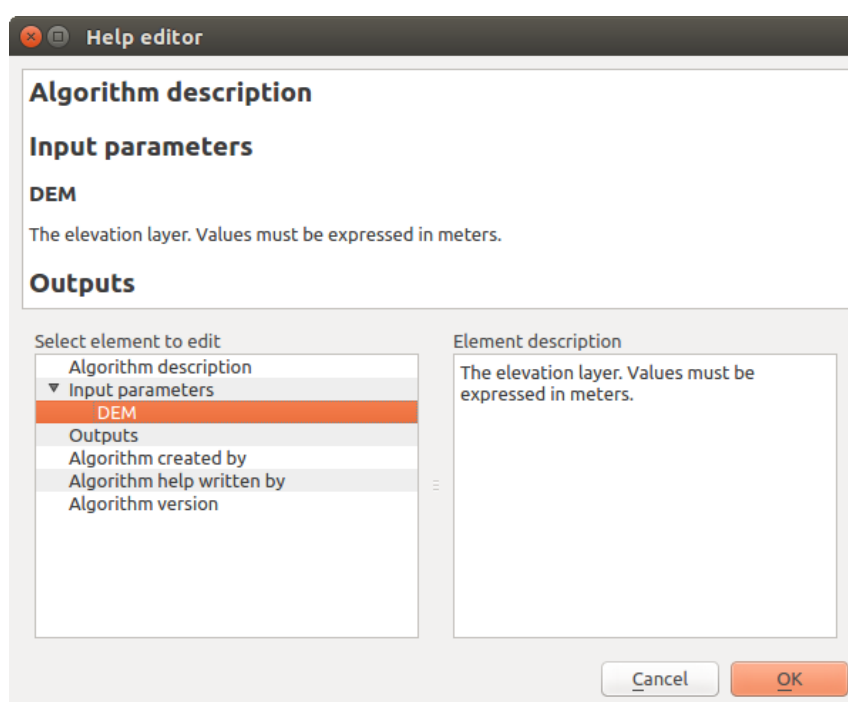 Help editor
Algorithm description
Input parameters
DEM
The elevation layer. Values must be expressed in meters.
Outputs
Select element to edit
Algorithm description
Input parameters
DEM
Outputs
Algorithm created by
Algorithm help written by
Algorithm version
Element description
The elevation layer. Values must be
expressed in meters.
Cancel
OK